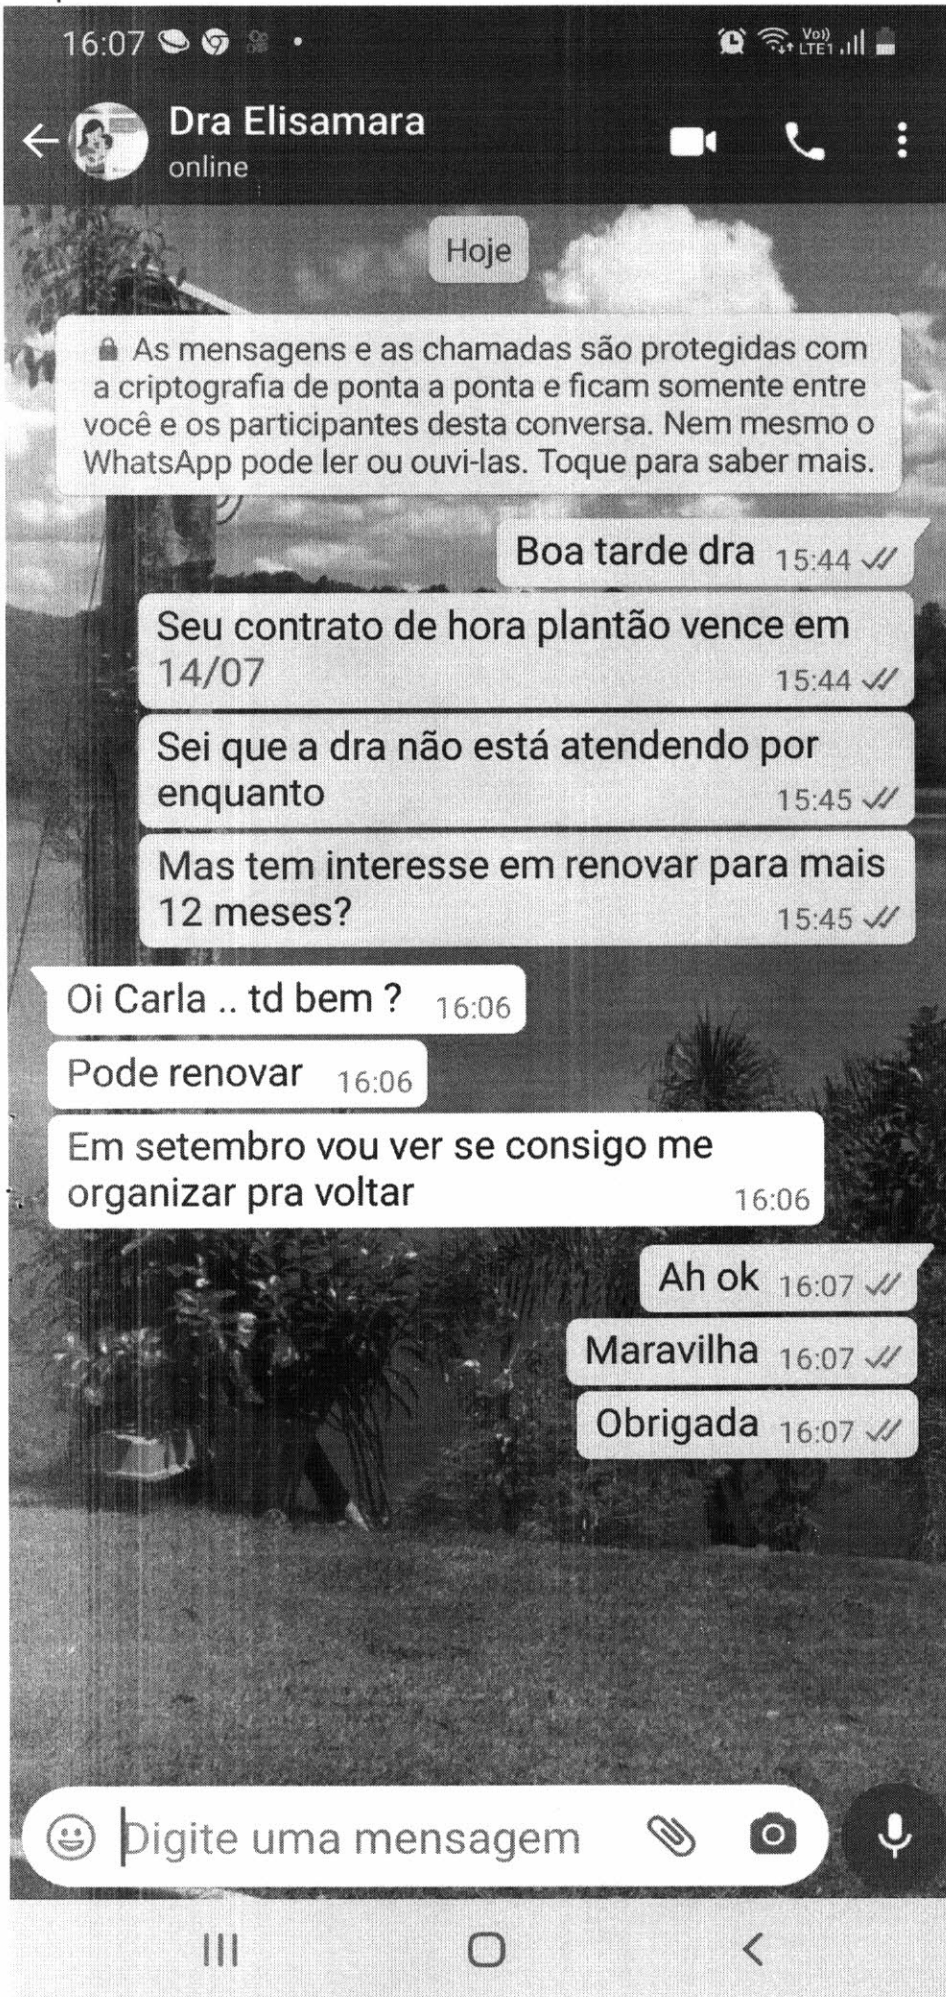 16:07
Vo))
LTE1
Dra Elisamara
online
Hoje
As mensagens e as chamadas são protegidas com
a criptografia de ponta a ponta e ficam somente entre
você e os participantes desta conversa. Nem mesmo o
WhatsApp pode ler ou ouvi-las. Toque para saber mais.
Boa tarde dra 15:44
Seu contrato de hora plantão vence em
14/07 15:44
Sei que a dra não está atendendo por
enquanto 15:45
Mas tem interesse em renovar para mais
12 meses? 15:45
Oi Carla .. td bem ? 16:06
Pode renovar 16:06
Em setembro vou ver se consigo me
organizar pra voltar 16:06
Ah ok 16:07
Maravilha 16:07
Obrigada 16:07
Digite uma mensagem